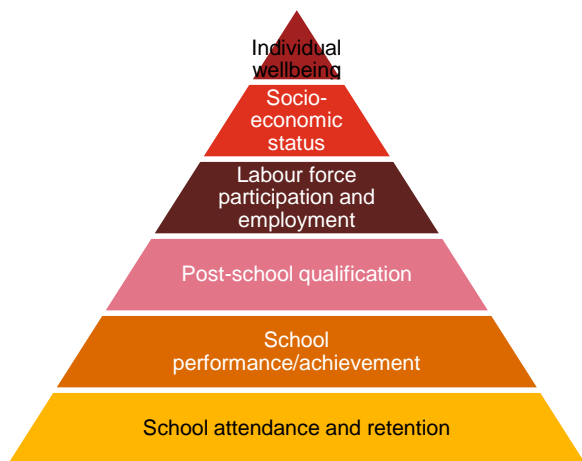 Individual
wellbeing
Socio-
economic
status
Labour force
participation and
employment
Post-school qualification
School
performance/achievement
School attendance and retention